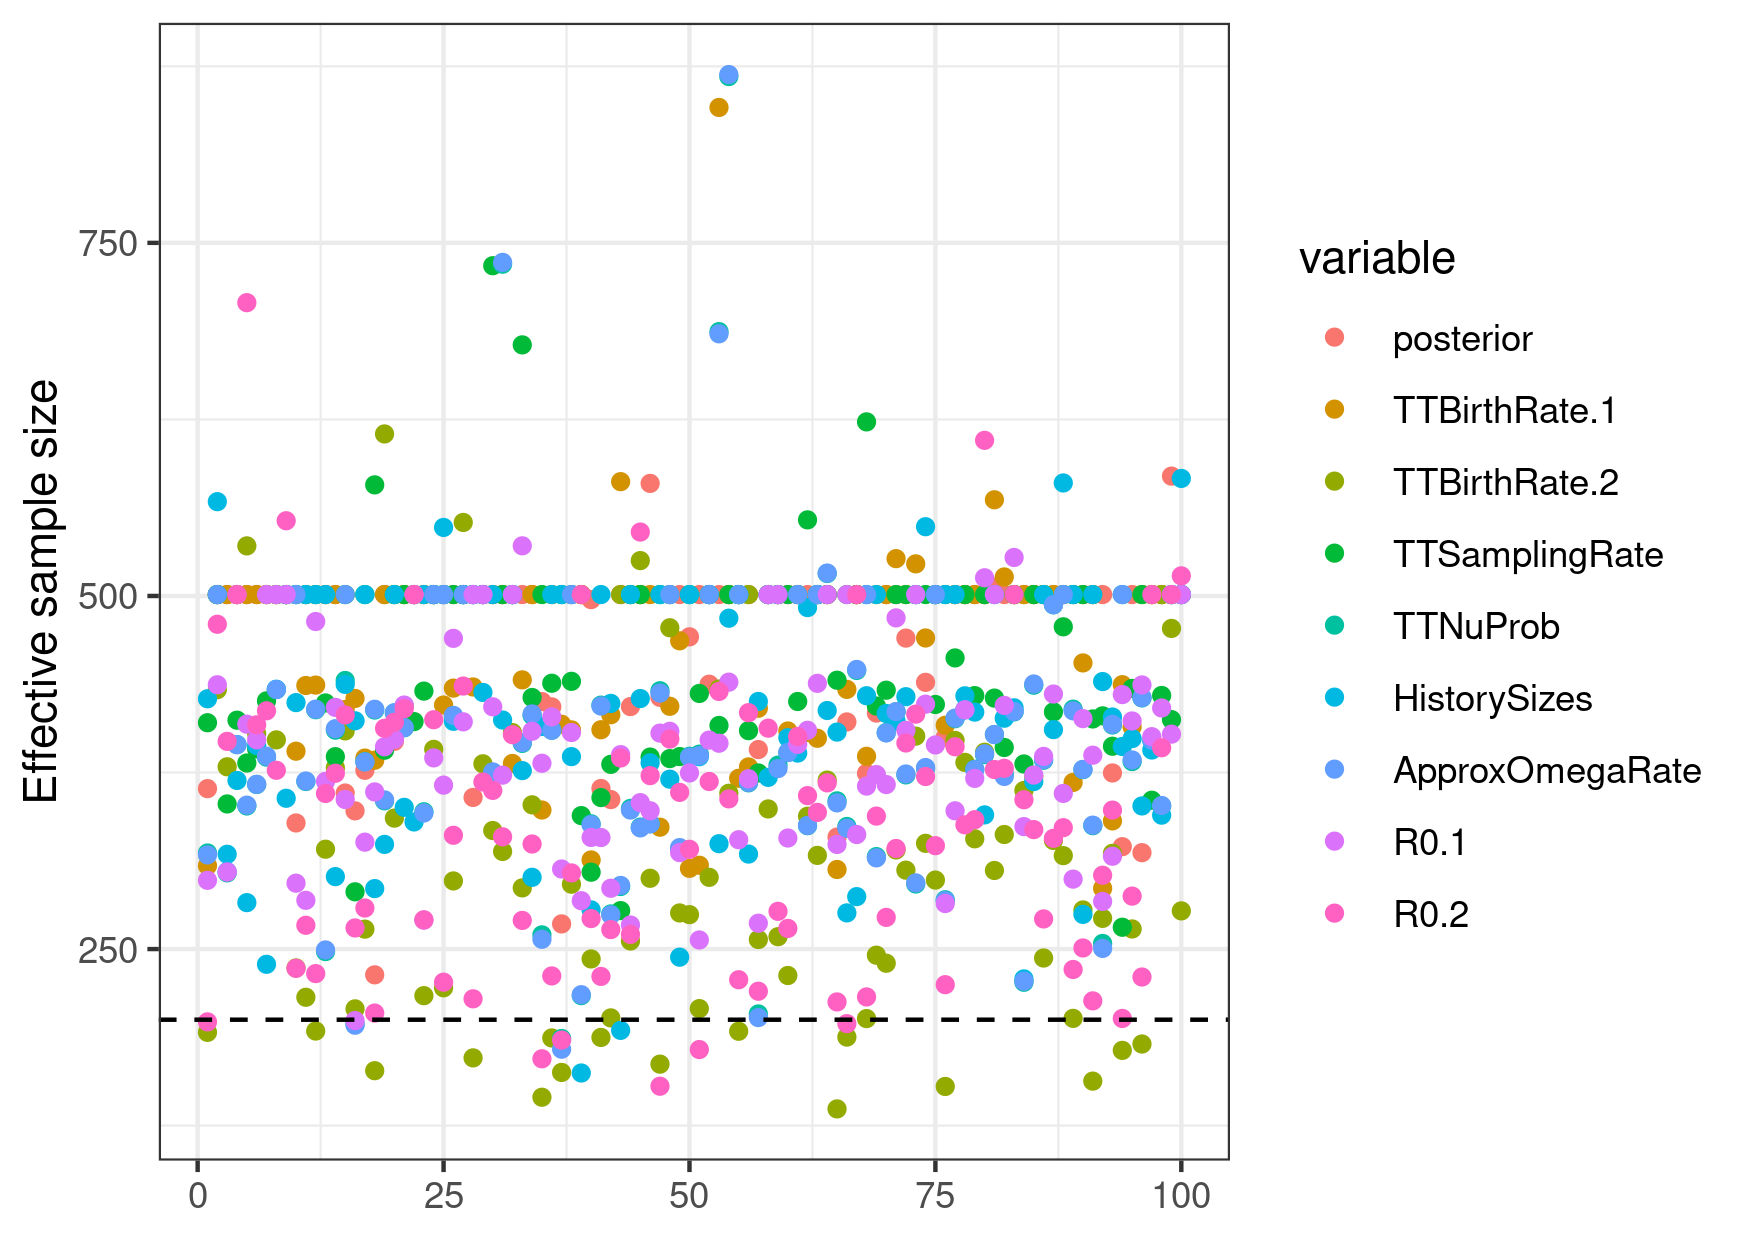 Effective sample size
750
500
250
0
25
50
75
100
variable
posterior
TTBirthRate.1
TTBirthRate.2
TTSamplingRate
TTNuProb
HistorySizes
ApproxOmegaRate
R0.1
R0.2